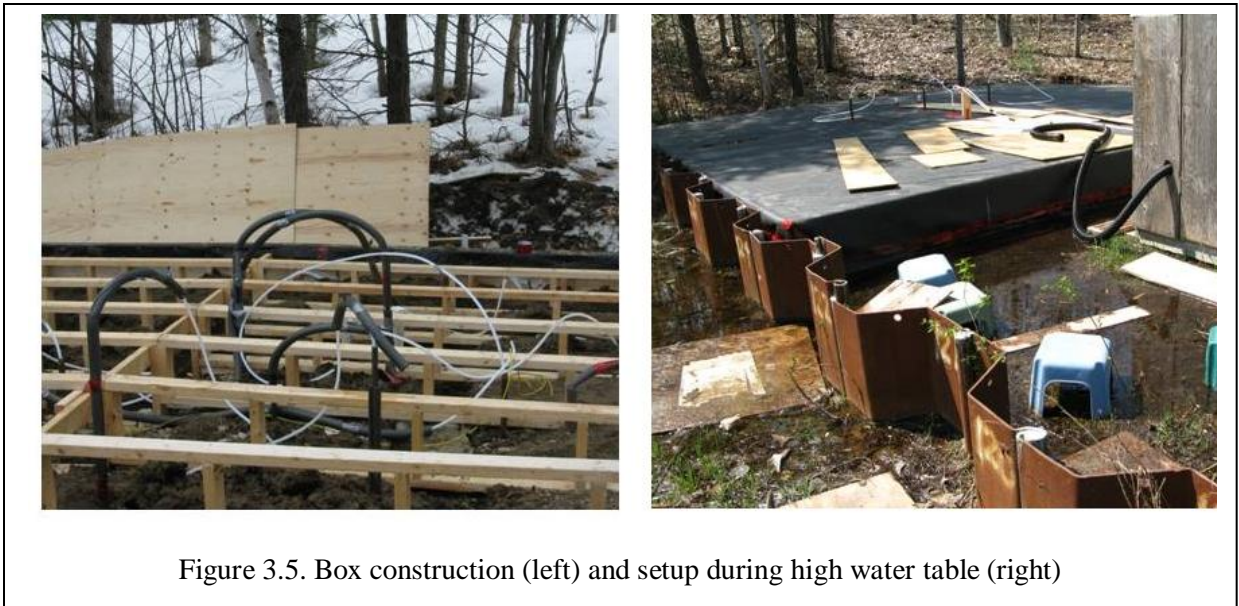 Figure 3.5. Box construction (left) and setup during high water table (right)